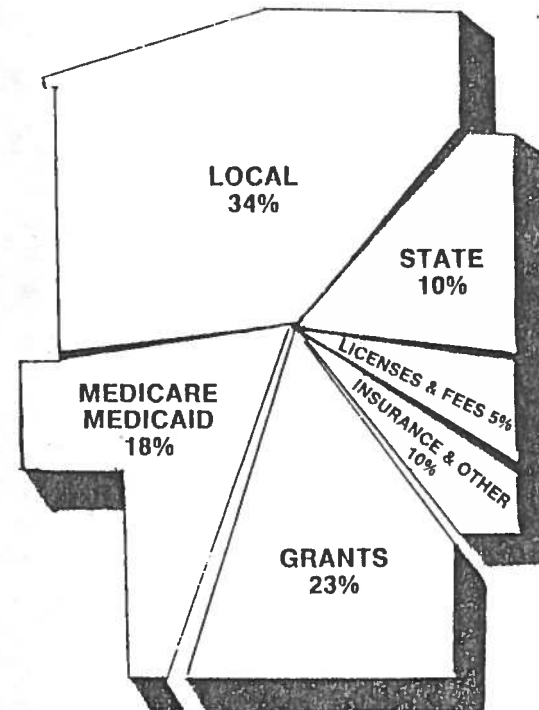 LOCAL
34%
STATE
10%
LICENSES & FEES 5%
INSURANCE & OTHER
10%
MEDICARE
MEDICAID
18%
GRANTS
23%